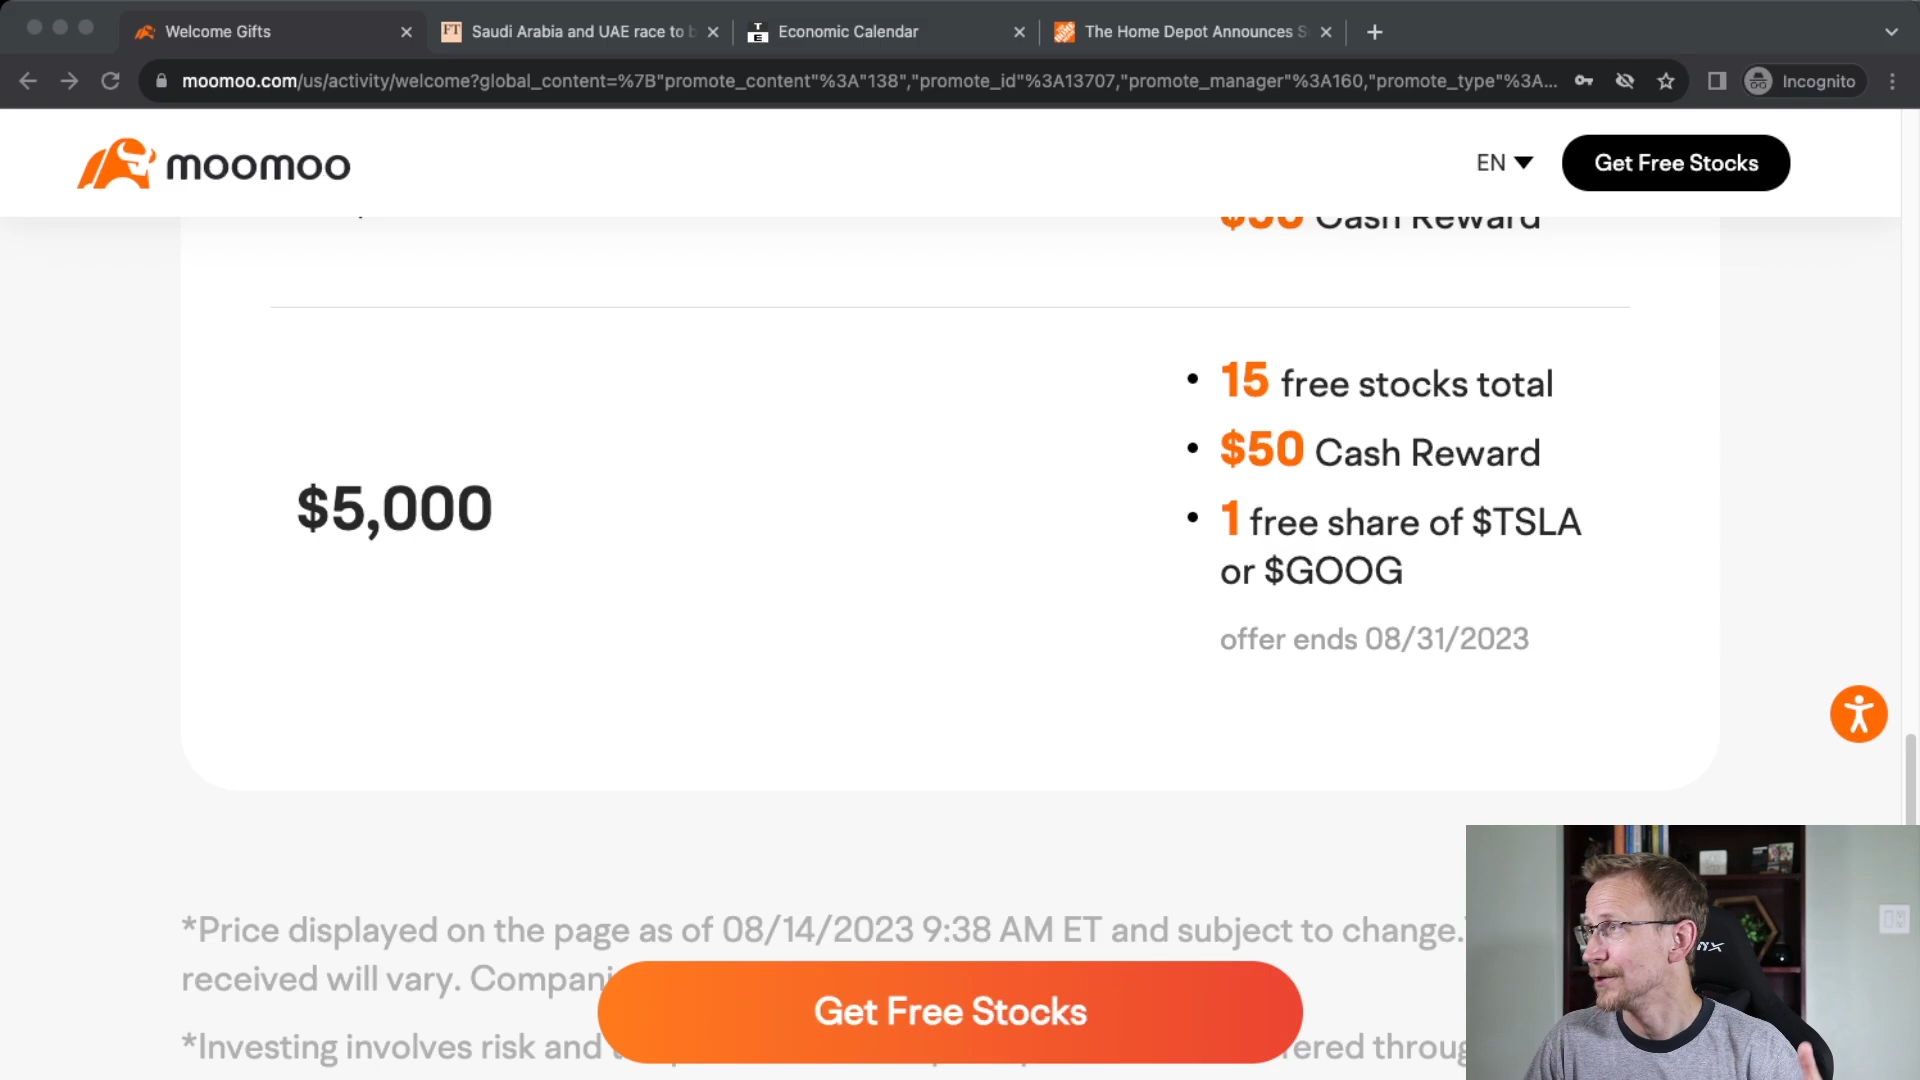 Welcome Gifts
Saudi Arabia and UAE race to b
Economic Calendar
The Home Depot Announces S
moomoo.com/us/activity/welcome?global_content=%7B"promote_content"%3A"138","promote_id"%3A13707,"promote_manager"%3A160,"promote_type"%3A...
Incognito
moomoo
EN
Get Free Stocks
$50 Cash Reward
15 free stocks total
$50 Cash Reward
$5,000
1 free share of $TSLA
or $GOOG
offer ends 08/31/2023
*Price displayed on the page as of 08/14/2023 9:38 AM ET and subject to change.
received will vary. Compani
Get Free Stocks
*Investing involves risk and